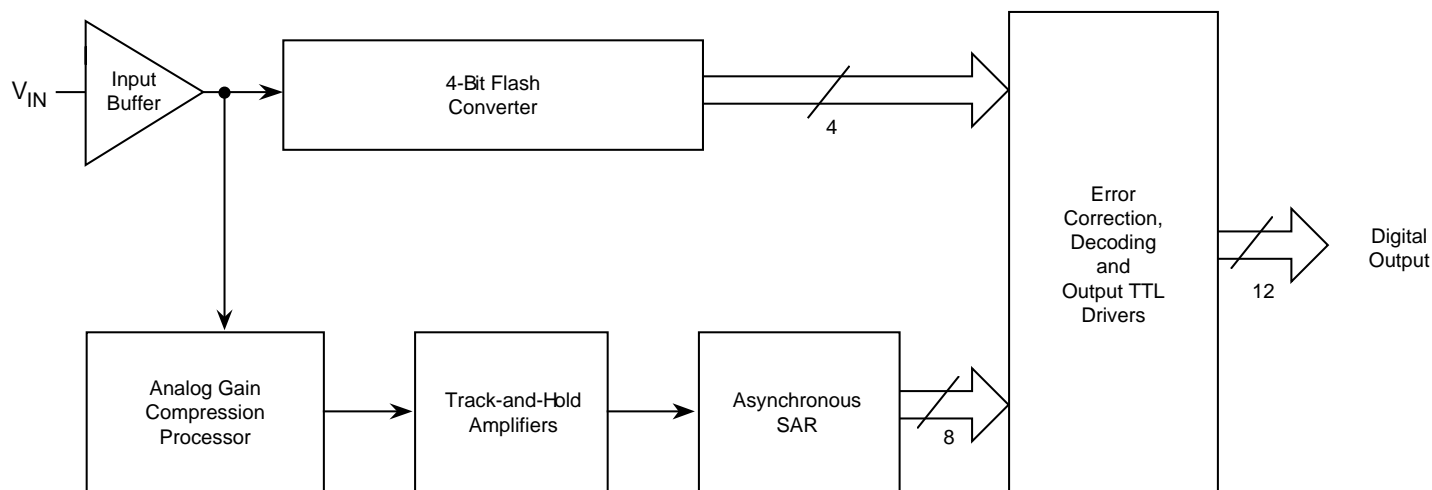 V_IN
Input
Buffer
4-Bit Flash
Converter
4
Error
Correction,
Decoding
and
Output TTL
Drivers
12
Digital
Output
Analog Gain
Compression
Processor
Track-and-Hold
Amplifiers
Asynchronous
SAR
8